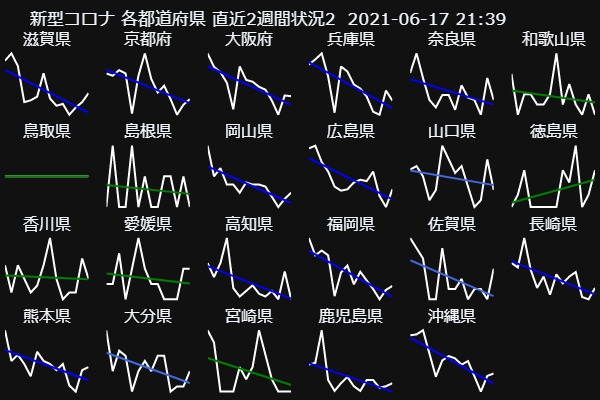 新型コロナ 各都道府県 直近2週間状況2 2021-06-17 21:39
滋賀県 京都府 大阪府 兵庫県 奈良県 和歌山県
鳥取県 島根県 岡山県 広島県 山口県 徳島県
香川県 愛媛県 高知県 福岡県 佐賀県 長崎県
熊本県 大分県 宮崎県 鹿児島県 沖縄県